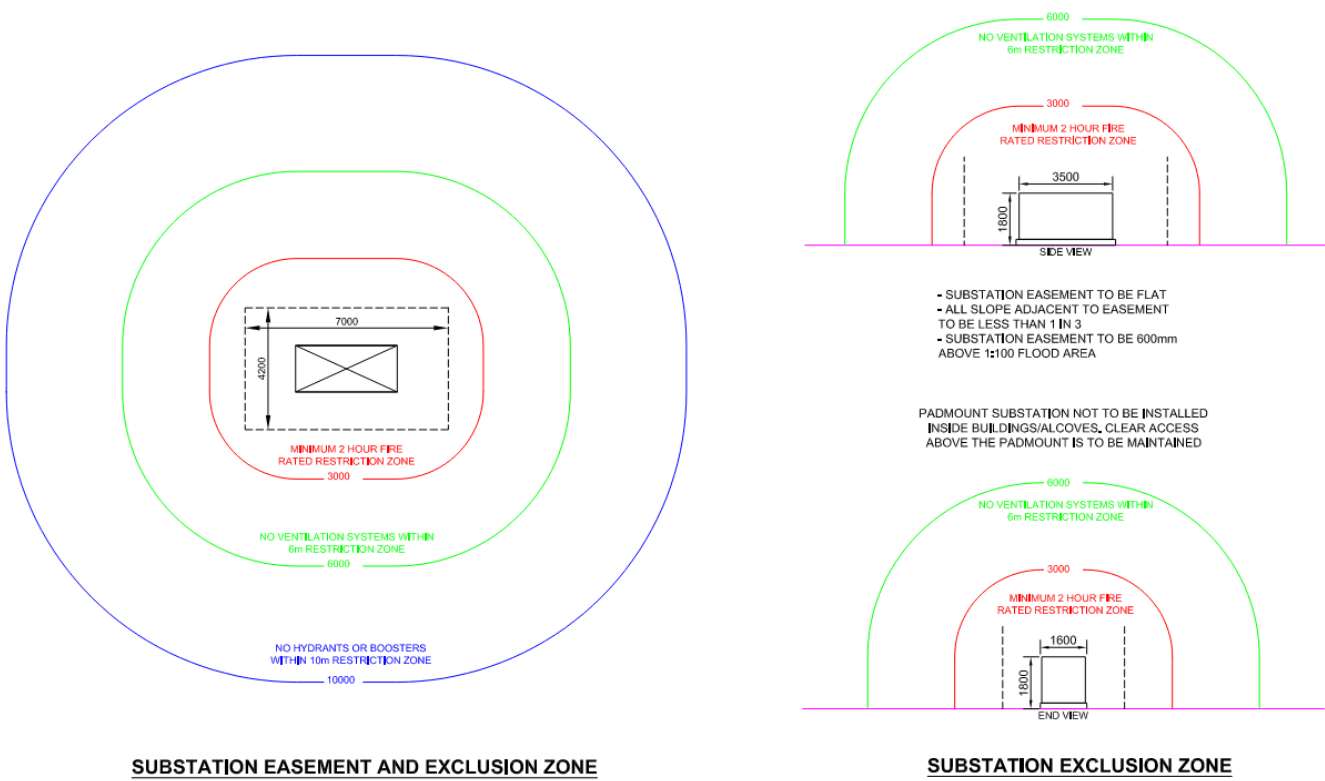 7000
4200
MINIMUM 2 HOUR FIRE
RATED RESTRICTION ZONE
3000
NO VENTILATION SYSTEMS WITHIN
6m RESTRICTION ZONE
6000
NO HYDRANTS OR BOOSTERS
WITHIN 10m RESTRICTION ZONE
10000
SUBSTATION EASEMENT AND EXCLUSION ZONE
6000
NO VENTILATION SYSTEMS WITHIN
6m RESTRICTION ZONE
3000
MINIMUM 2 HOUR FIRE
RATED RESTRICTION ZONE
3500
1800
SIDE VIEW
- SUBSTATION EASEMENT TO BE FLAT
- ALL SLOPE ADJACENT TO EASEMENT
TO BE LESS THAN 1 IN 3
- SUBSTATION EASEMENT TO BE 600mm
ABOVE 1:100 FLOOD AREA
PADMOUNT SUBSTATION NOT TO BE INSTALLED
INSIDE BUILDINGS/ALCOVES. CLEAR ACCESS
ABOVE THE PADMOUNT IS TO BE MAINTAINED
6000
NO VENTILATION SYSTEMS WITHIN
6m RESTRICTION ZONE
3000
MINIMUM 2 HOUR FIRE
RATED RESTRICTION ZONE
1600
1800
END VIEW
SUBSTATION EXCLUSION ZONE